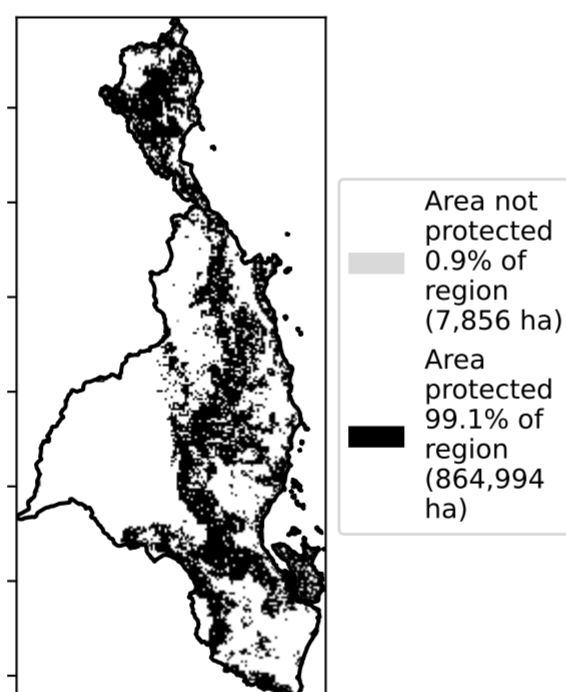 Area not
protected
0.9% of
region
(7,856 ha)
Area
protected
99.1% of
region
(864,994
ha)